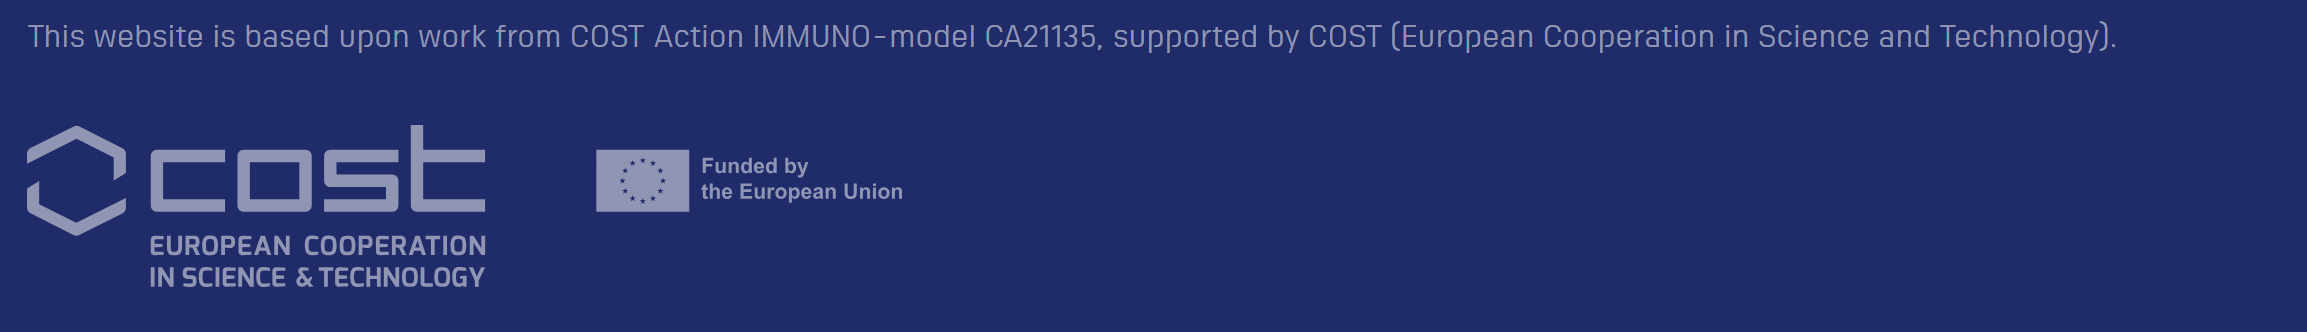 This website is based upon work from COST Action IMMUNO-model CA21135, supported by COST (European Cooperation in Science and Technology).
cost
EUROPEAN COOPERATION
IN SCIENCE & TECHNOLOGY
Funded by
the European Union